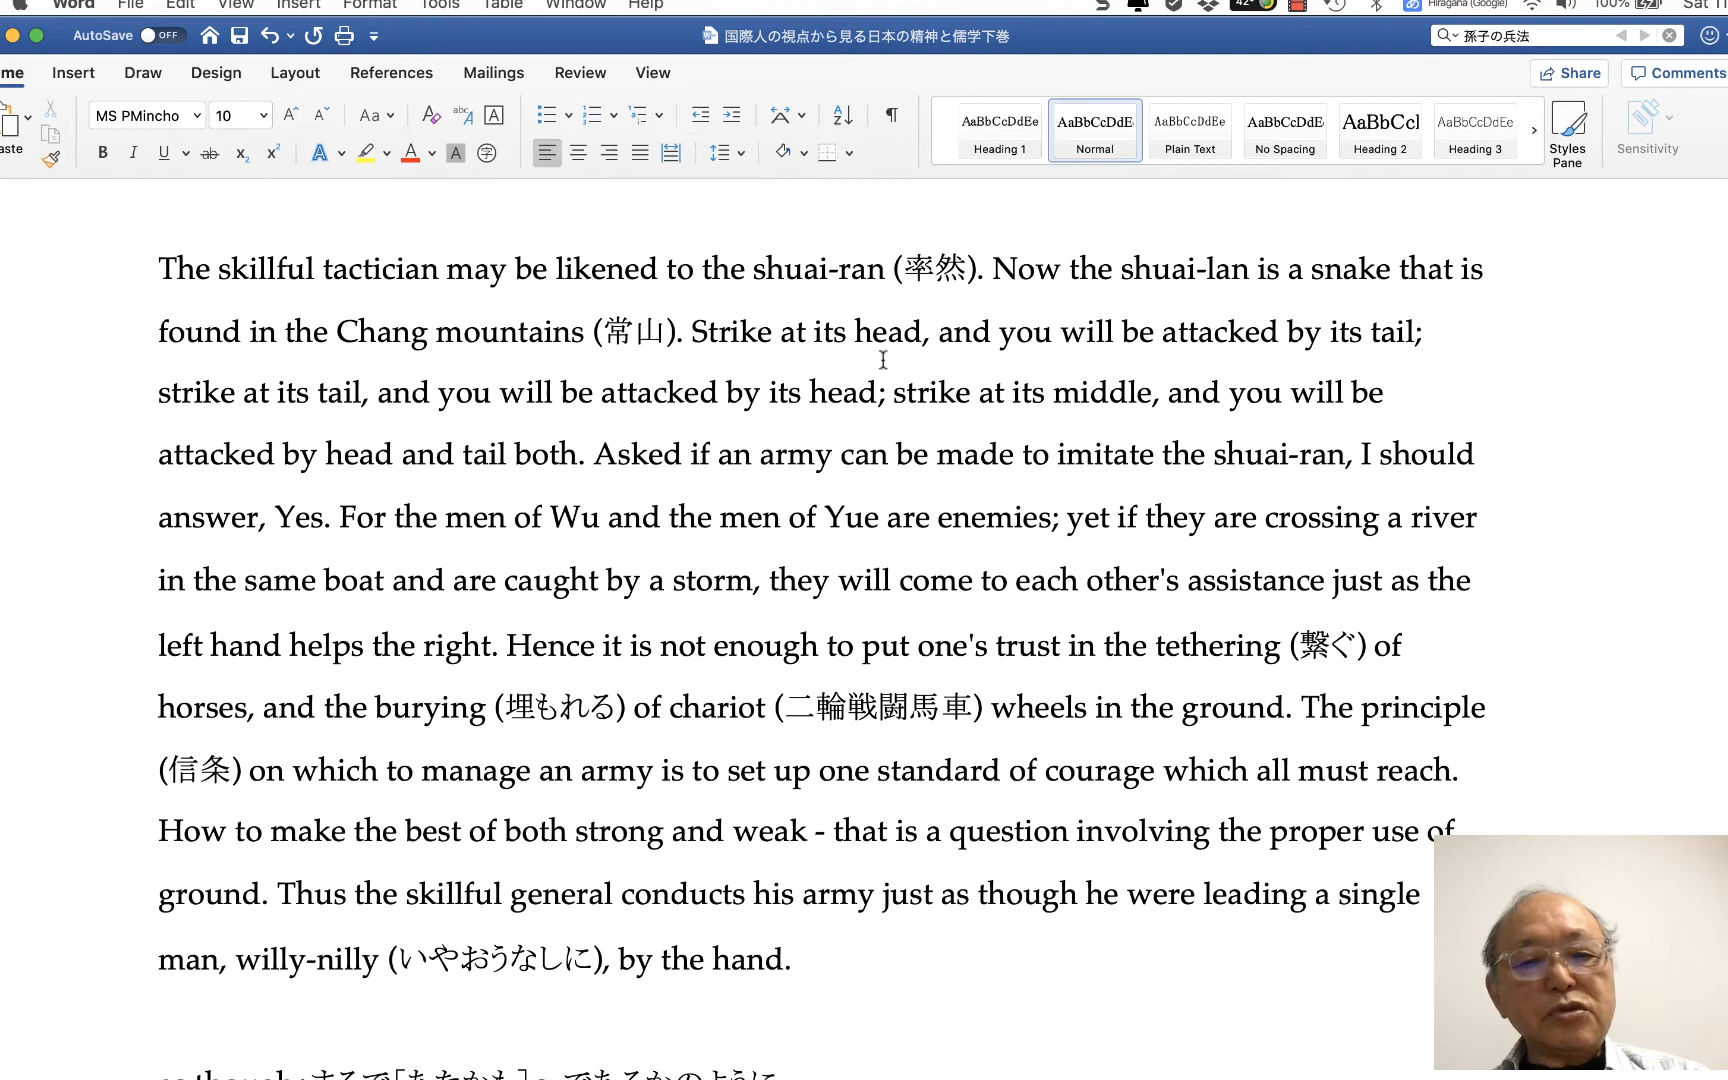 Word File Edit View Insert Format Tools Table Window Help 42° Hiragana (Google) 100% Sat
AutoSave OFF 国際人の視点から見る日本の精神と儒学下巻 孫子の兵法
me Insert Draw Design Layout References Mailings Review View Share Comments
MS PMincho 10 Aa AaBbCcDdEe AaBbCcDdE AaBbCcDdEe AaBbCcDdE AaBbCcI AaBbCcDdEe
aste B I U ab X₂ X² A A A 字 Heading 1 Normal Plain Text No Spacing Heading 2 Heading 3 Styles Pane Sensitivity
The skillful tactician may be likened to the shuai-ran (率然). Now the shuai-lan is a snake that is
found in the Chang mountains (常山). Strike at its head, and you will be attacked by its tail;
strike at its tail, and you will be attacked by its head; strike at its middle, and you will be
attacked by head and tail both. Asked if an army can be made to imitate the shuai-ran, I should
answer, Yes. For the men of Wu and the men of Yue are enemies; yet if they are crossing a river
in the same boat and are caught by a storm, they will come to each other's assistance just as the
left hand helps the right. Hence it is not enough to put one's trust in the tethering (繋ぐ) of
horses, and the burying (埋もれる) of chariot (二輪戦闘馬車) wheels in the ground. The principle
(信条) on which to manage an army is to set up one standard of courage which all must reach.
How to make the best of both strong and weak - that is a question involving the proper use of
ground. Thus the skillful general conducts his army just as though he were leading a single
man, willy-nilly (いやおうなしに), by the hand.